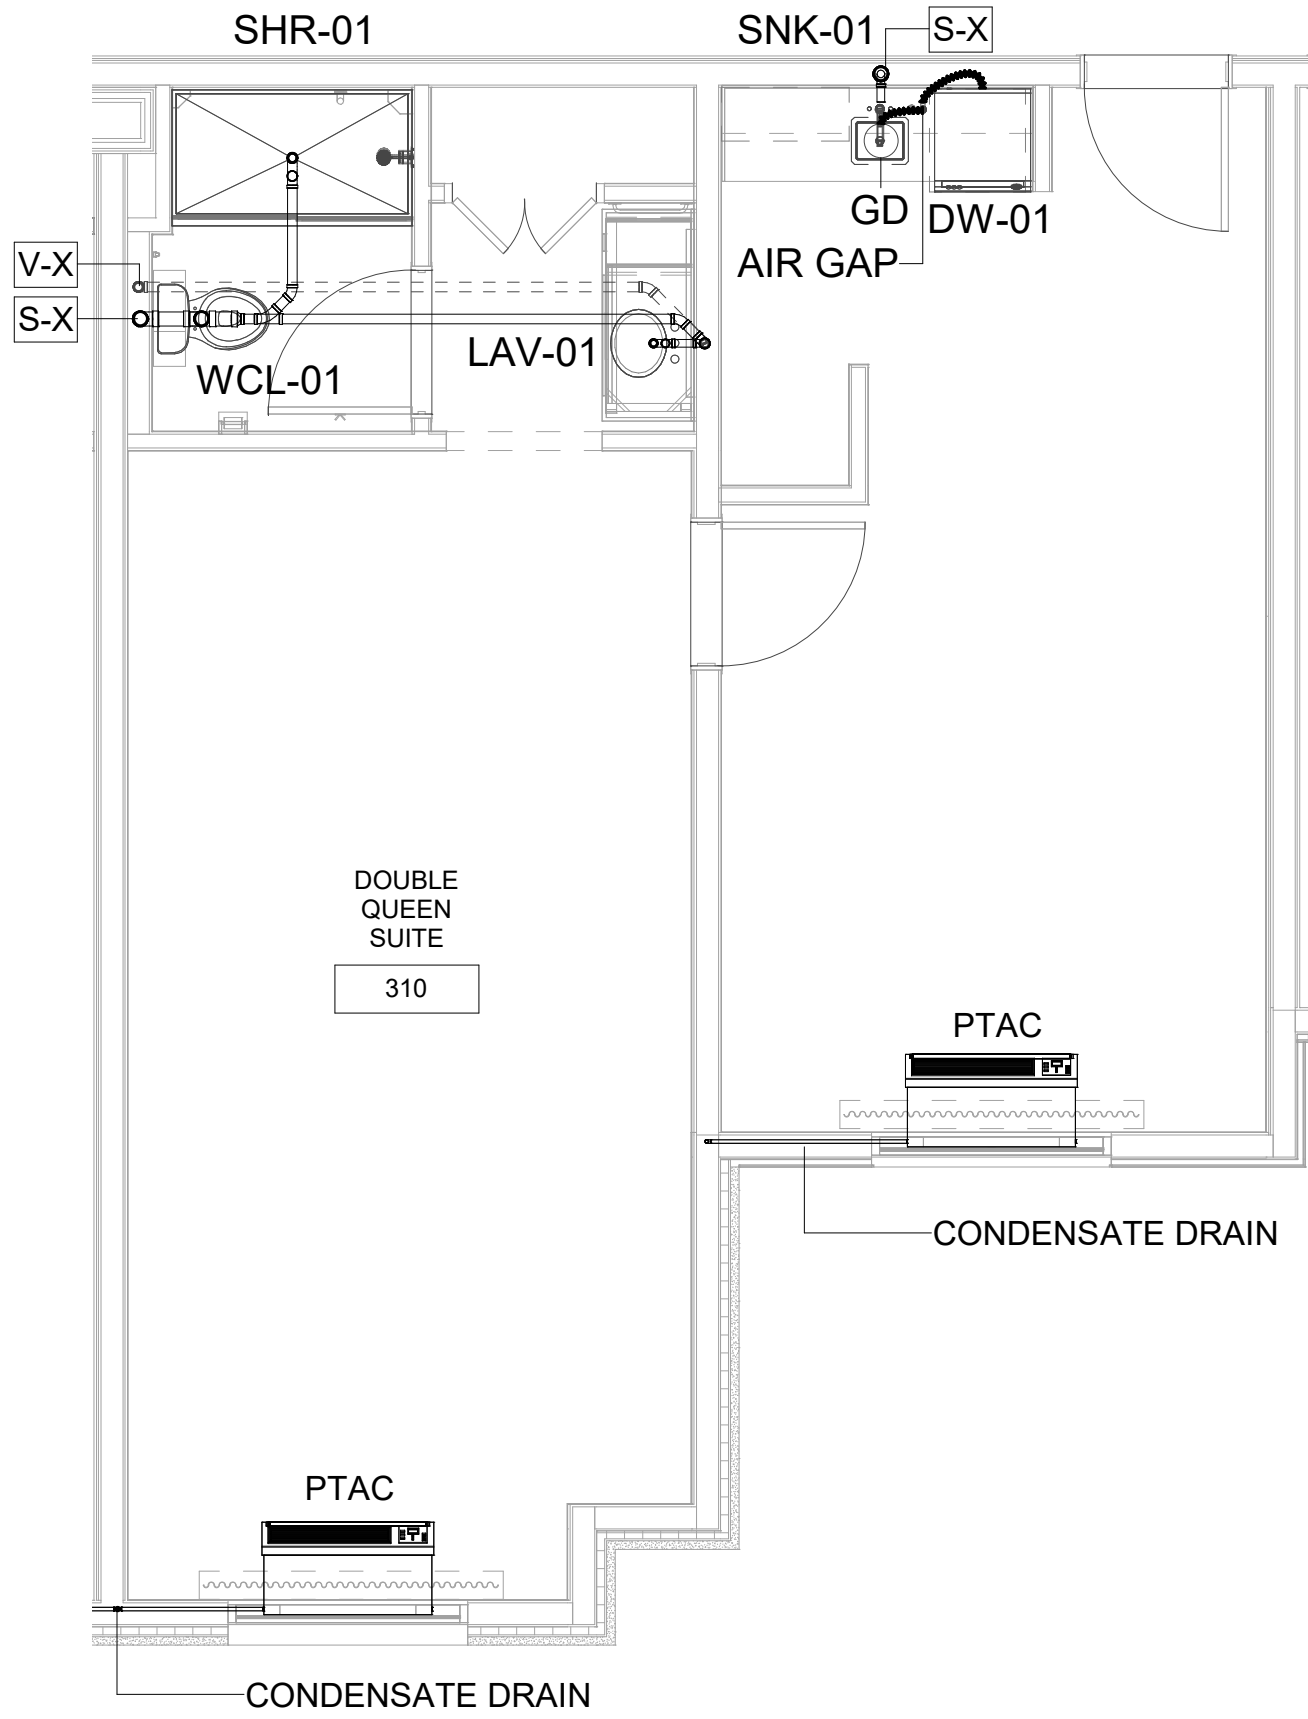 SHR-01
SNK-01
S-X
GD
DW-01
AIR GAP
V-X
S-X
LAV-01
WCL-01
DOUBLE
QUEEN
SUITE
310
PTAC
CONDENSATE DRAIN
PTAC
CONDENSATE DRAIN